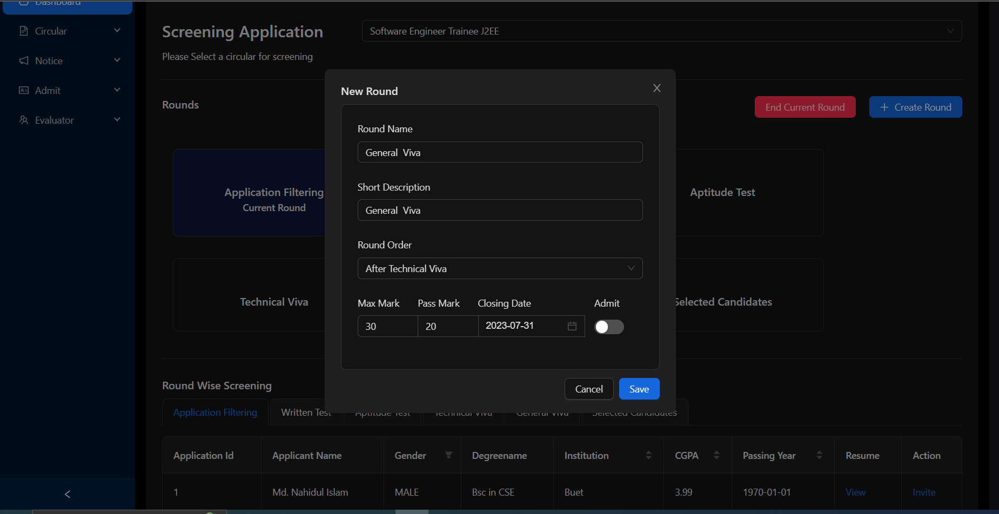 Dashboard
Circular
Notice
Admit
Evaluator
Screening Application
Software Engineer Trainee J2EE
Please Select a circular for screening
Rounds
End Current Round
+ Create Round
Application Filtering
Current Round
Aptitude Test
Technical Viva
Selected Candidates
New Round
Round Name
General Viva
Short Description
General Viva
Round Order
After Technical Viva
Max Mark Pass Mark Closing Date Admit
30 20 2023-07-31
Cancel Save
Round Wise Screening
Application Filtering Written Test Aptitude Test Technical Viva General Viva Selected Candidates
Application Id Applicant Name Gender Degreename Institution CGPA Passing Year Resume Action
1 Md. Nahidul Islam MALE Bsc in CSE Buet 3.99 1970-01-01 View Invite